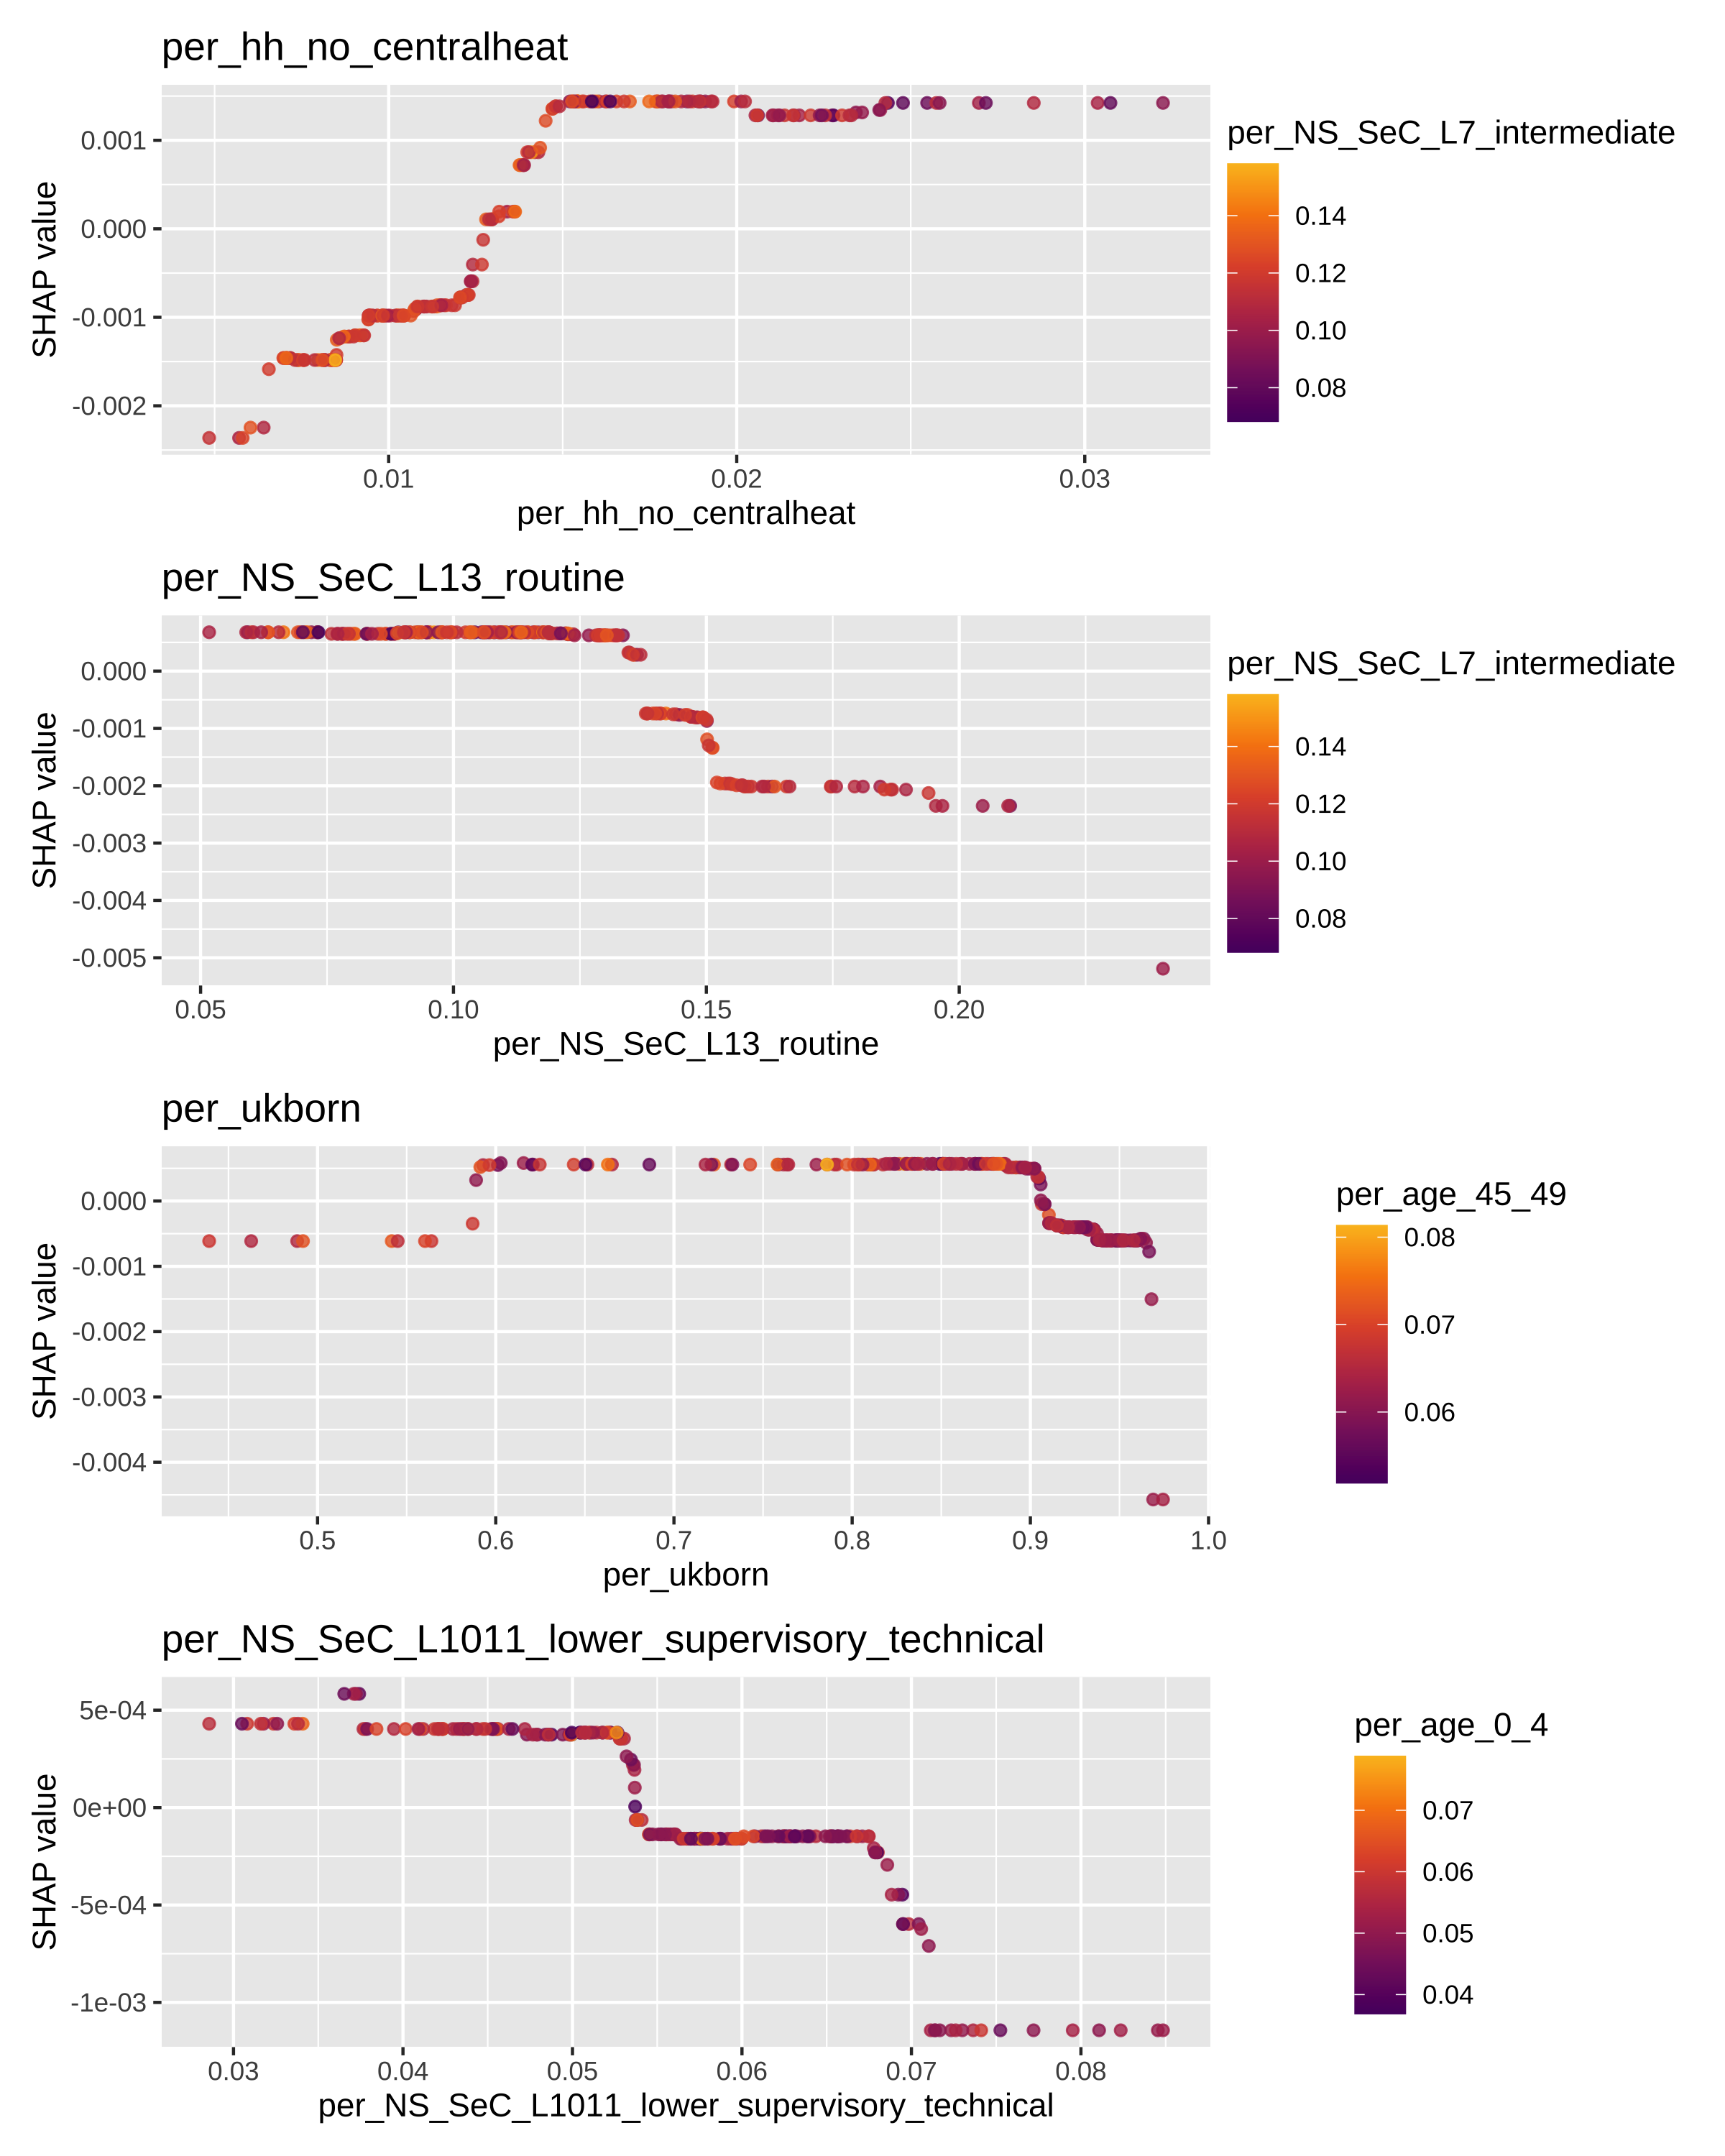 per_hh_no_centralheat
0.001
0.000
-0.001
-0.002
SHAP value
0.01 0.02 0.03
per_hh_no_centralheat
per_NS_SeC_L7_intermediate
0.14
0.12
0.10
0.08
per_NS_SeC_L13_routine
0.000
-0.001
-0.002
-0.003
-0.004
-0.005
SHAP value
0.05 0.10 0.15 0.20
per_NS_SeC_L13_routine
per_NS_SeC_L7_intermediate
0.14
0.12
0.10
0.08
per_ukborn
0.000
-0.001
-0.002
-0.003
-0.004
SHAP value
0.5 0.6 0.7 0.8 0.9 1.0
per_ukborn
per_age_45_49
0.08
0.07
0.06
per_NS_SeC_L1011_lower_supervisory_technical
5e-04
0e+00
-5e-04
-1e-03
SHAP value
0.03 0.04 0.05 0.06 0.07 0.08
per_NS_SeC_L1011_lower_supervisory_technical
per_age_0_4
0.07
0.06
0.05
0.04